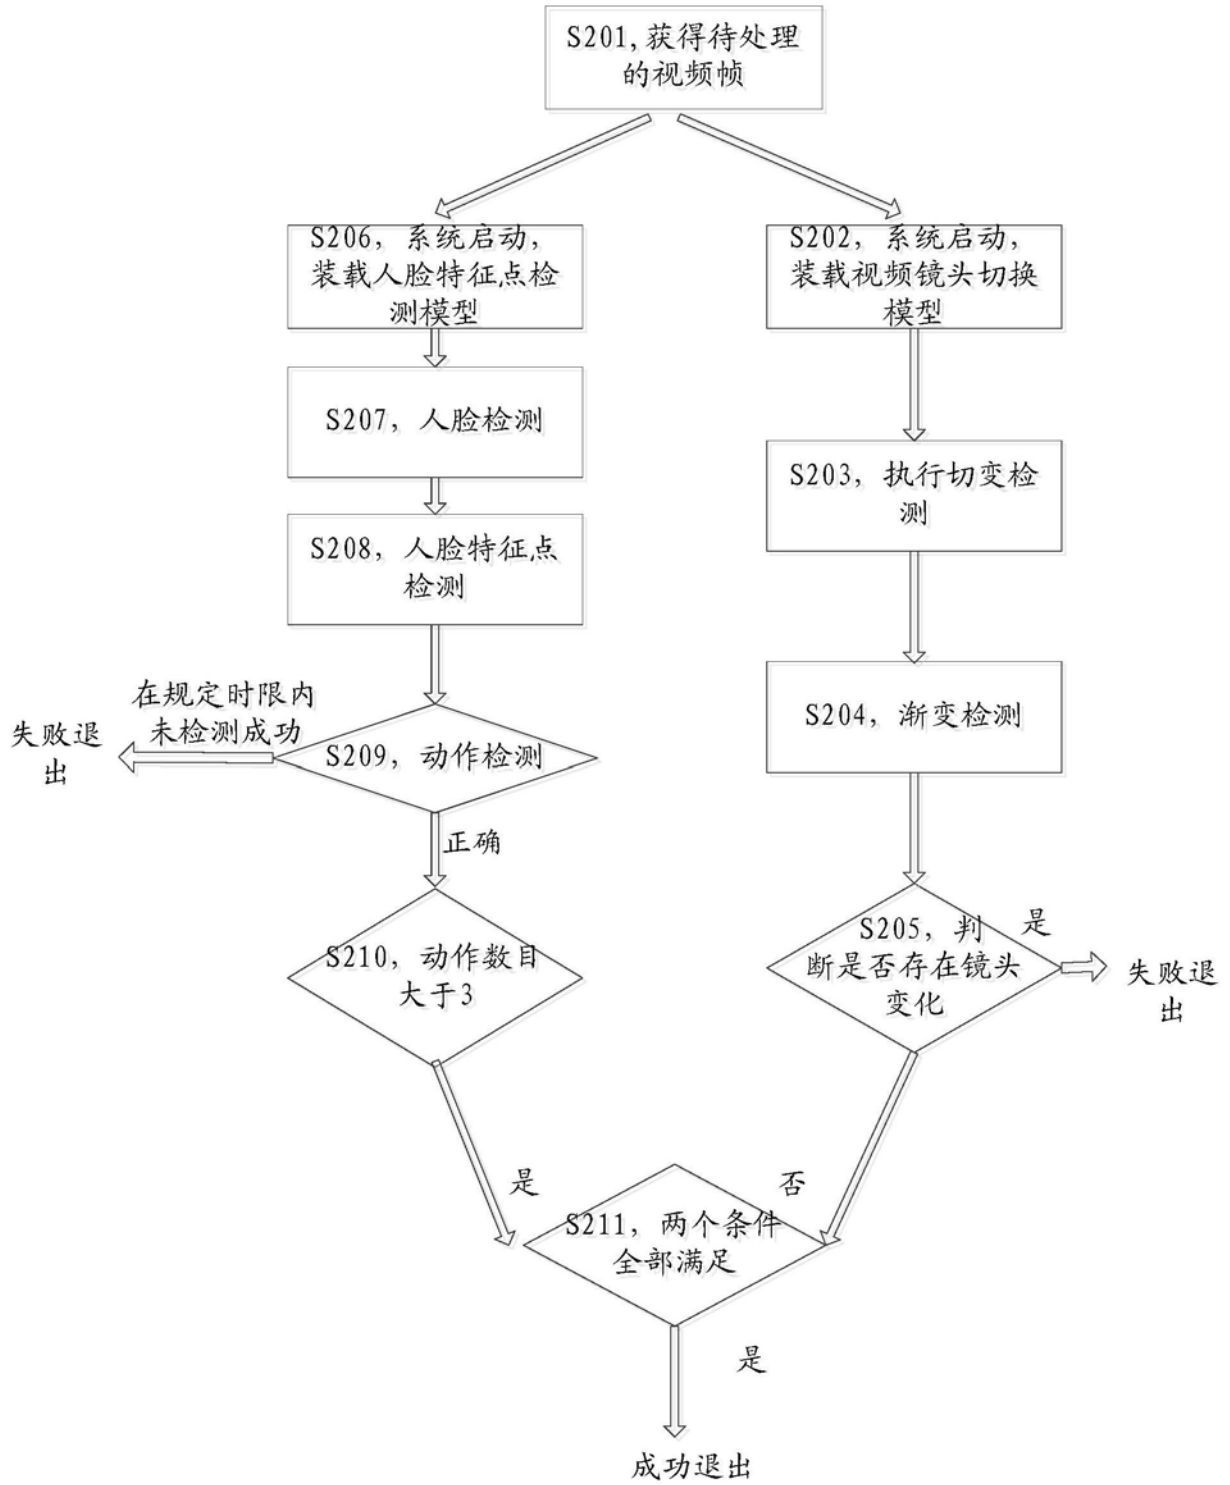 S201,获得待处理
的视频帧
S206，系统启动，
装载人脸特征点检
测模型
S202，系统启动，
装载视频镜头切换
模型
S207，人脸检测
S203，执行切变检
测
S208，人脸特征点
检测
在规定时限内
未检测成功
失败退
出
S209，动作检测
S204，渐变检测
正确
S210，动作数目
大于3
S205，判
断是否存在镜头
变化
是
失败退
出
是
否
S211，两个条件
全部满足
是
成功退出